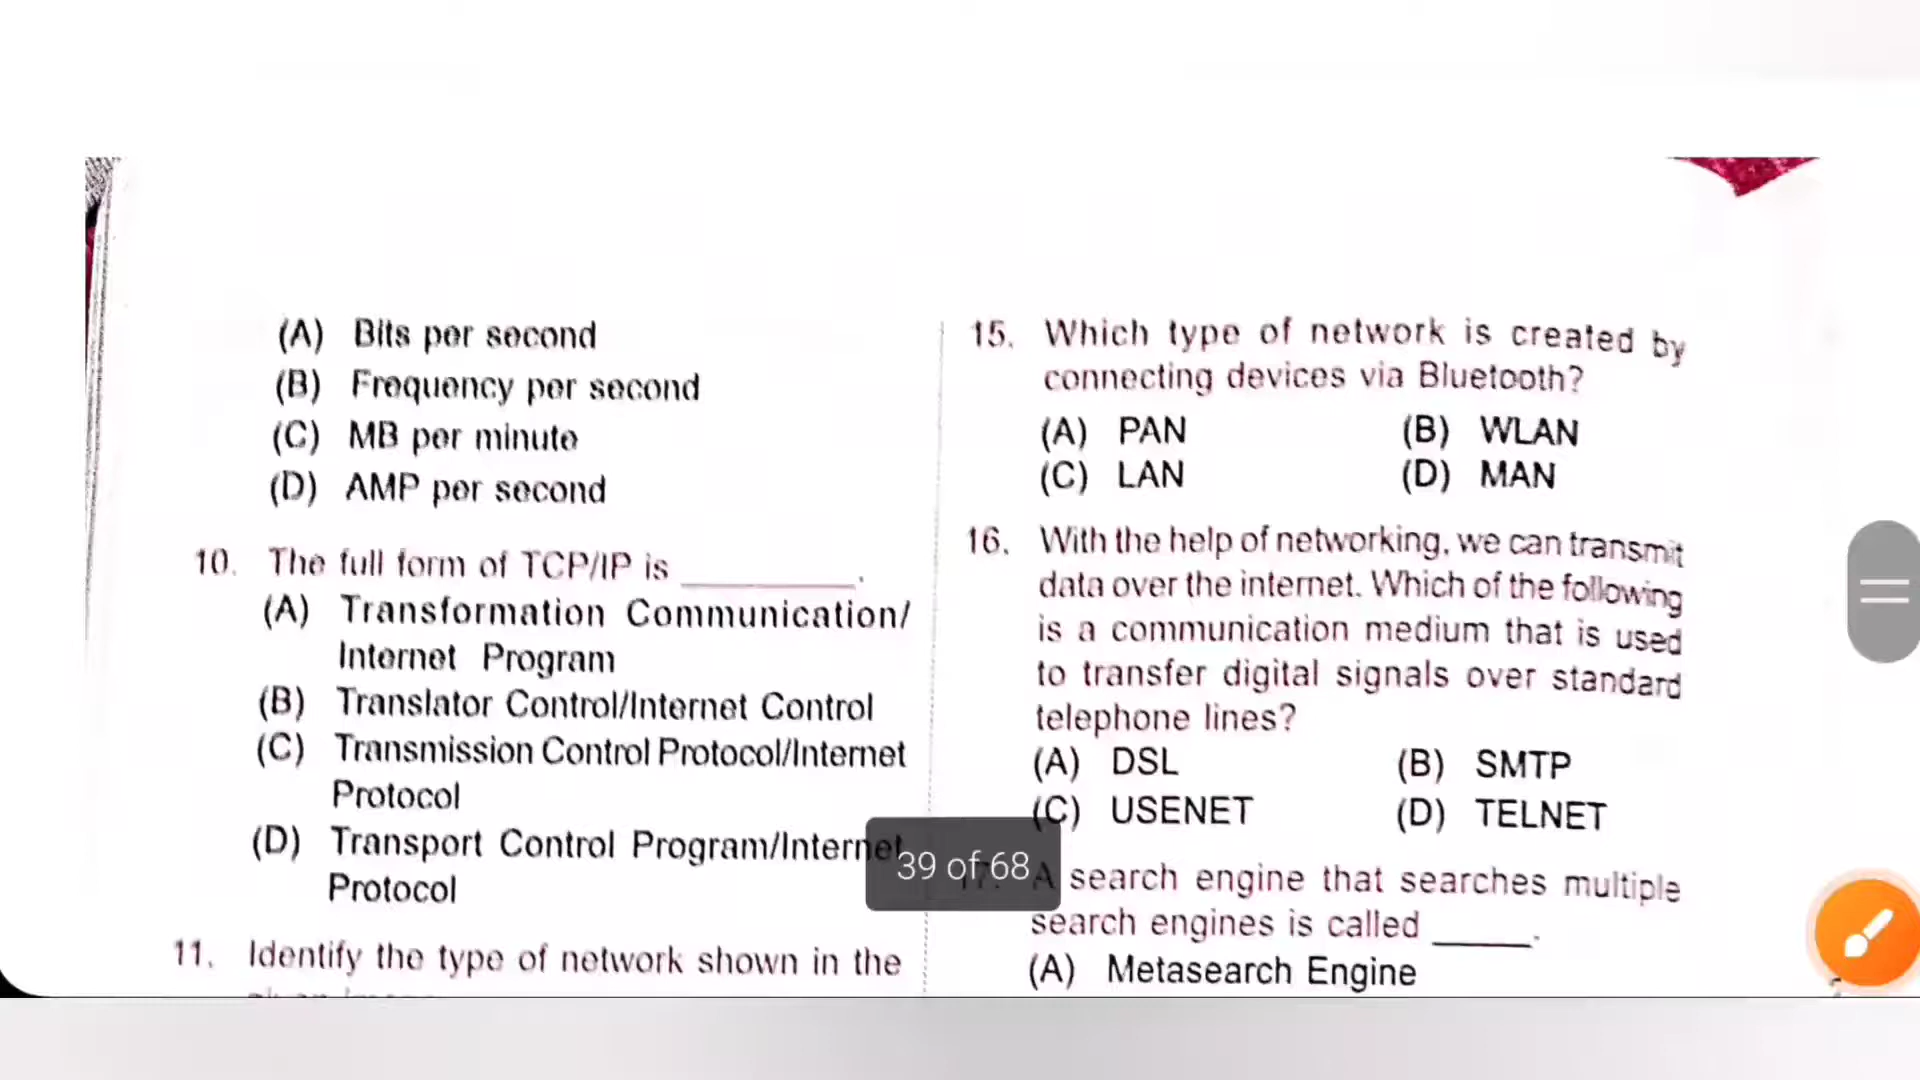 (A) Bits per second
(B) Frequency per second
(C) MB per minute
(D) AMP per second
10. The full form of TCP/IP is ________.
(A) Transformation Communication/
Internet Program
(B) Translator Control/Internet Control
(C) Transmission Control Protocol/Internet
Protocol
(D) Transport Control Program/Internet
Protocol
11. Identify the type of network shown in the
15. Which type of network is created by
connecting devices via Bluetooth?
(A) PAN (B) WLAN
(C) LAN (D) MAN
16. With the help of networking, we can transmit
data over the internet. Which of the following
is a communication medium that is used
to transfer digital signals over standard
telephone lines?
(A) DSL (B) SMTP
(C) USENET (D) TELNET
39 of 68
17. A search engine that searches multiple
search engines is called _____.
(A) Metasearch Engine